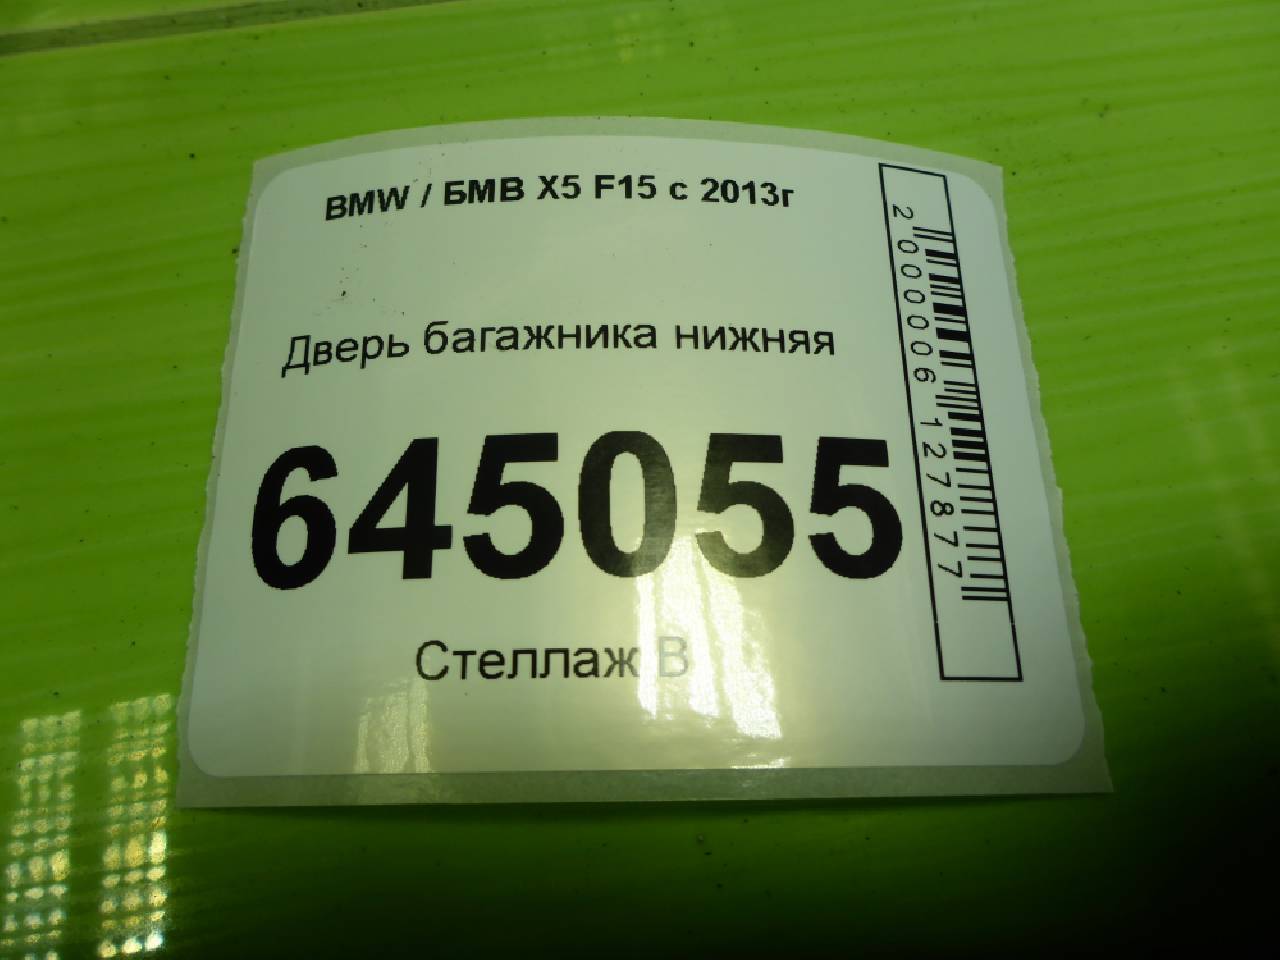 BMW / БМВ X5 F15 с 2013г
Дверь багажника нижняя
645055
Стеллаж В
2000006127877